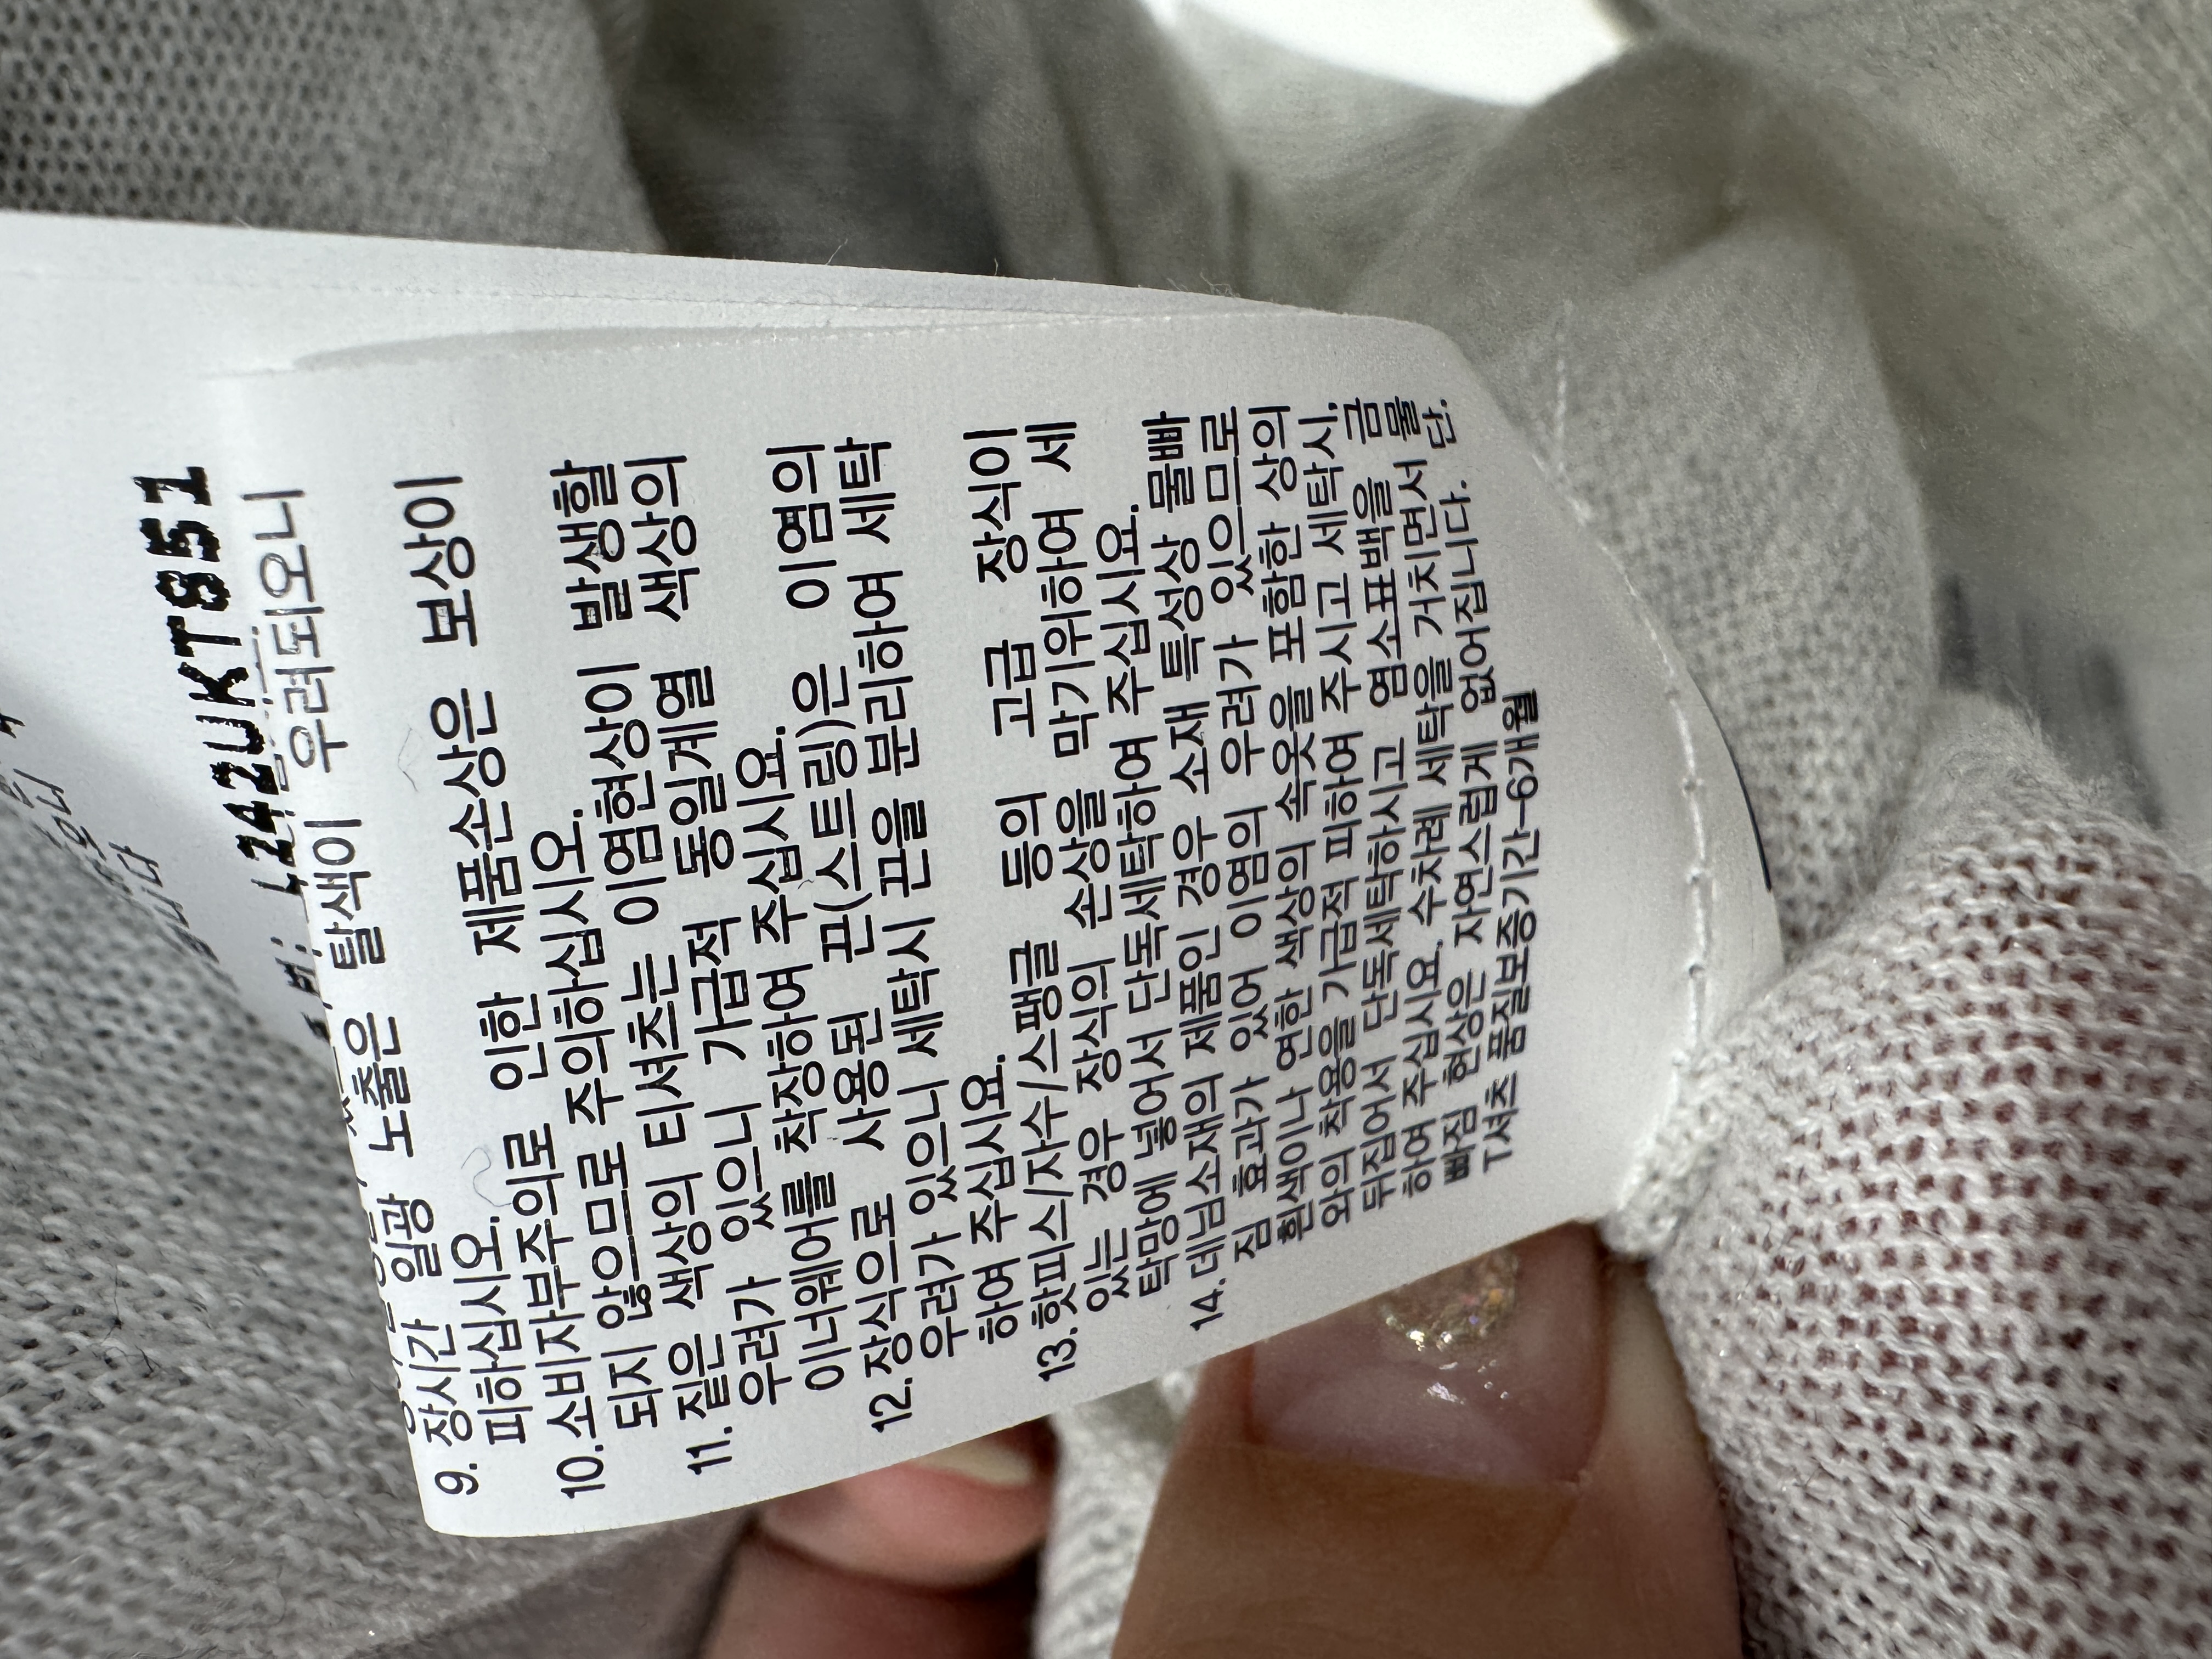 L242UKT851
우려되오니
9. 장시간 일광 노출은 탈색이
피하십시오.
10.소비자부주의로 인한 제품손상은 보상이
되지 않으므로 주의하십시오.
11. 짙은 색상의 티셔츠는 이염현상이 발생할
우려가 있으니 가급적 동일계열 색상의
이너웨어를 착장하여 주십시요.
12.장식으로 사용된 끈(스트링)은 이염의
우려가 있으니 세탁시 끈을 분리하여 세탁
하여 주십시요.
13. 핫피스/자수/스팽글 등의 고급 장식이
있는 경우 장식의 손상을 막기위하여 세
탁망에 넣어서 단독세탁하여 주십시요.
14. 데님소재의 제품인 경우 소재 특성상 물빠
짐 효과가 있어 이염의 우려가 있으므로
흰색이나 연한 색상의 속옷을 포함한 상의
와의 착용을 가급적 피하여 주시고 세탁시,
뒤집어서 단독세탁하시고 염소표백을 금
하여 주십시요. 수차례 세탁을 거치면서 물
빠짐 현상은 자연스럽게 없어집니다. 단.
T셔츠 품질보증기간–6개월